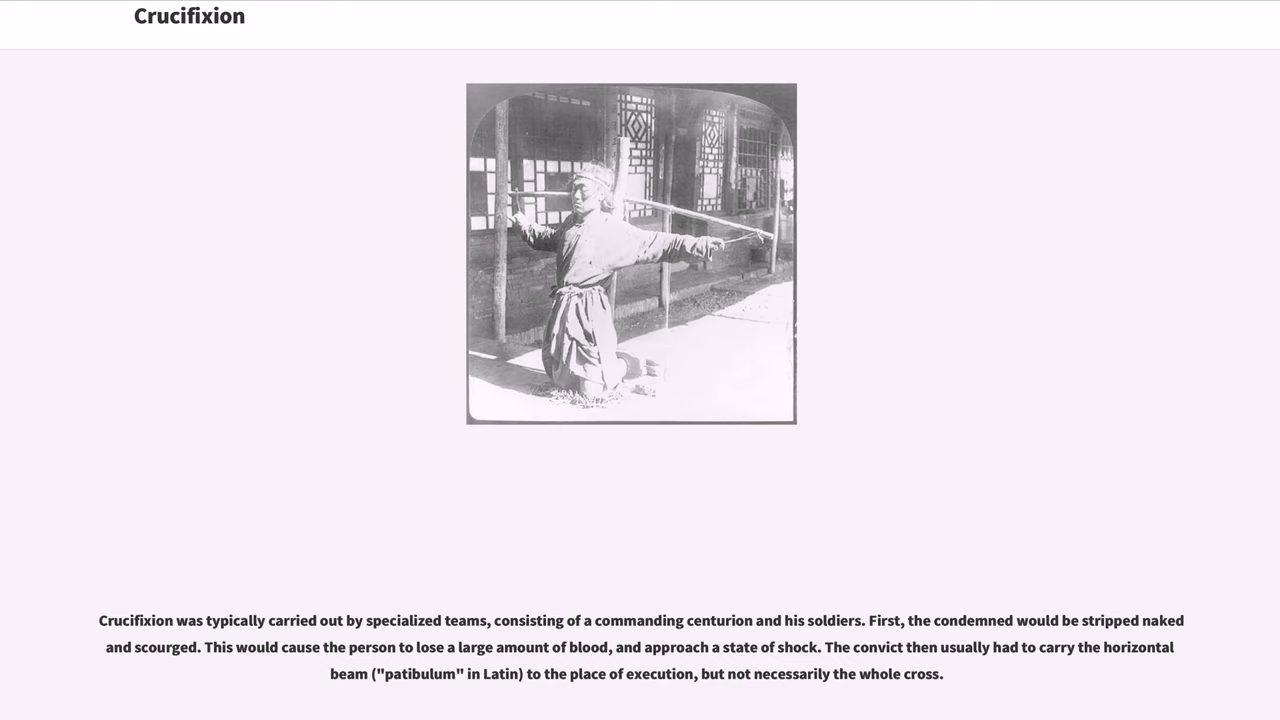 Crucifixion
Crucifixion was typically carried out by specialized teams, consisting of a commanding centurion and his soldiers. First, the condemned would be stripped naked
and scourged. This would cause the person to lose a large amount of blood, and approach a state of shock. The convict then usually had to carry the horizontal
beam ("patibulum" in Latin) to the place of execution, but not necessarily the whole cross.